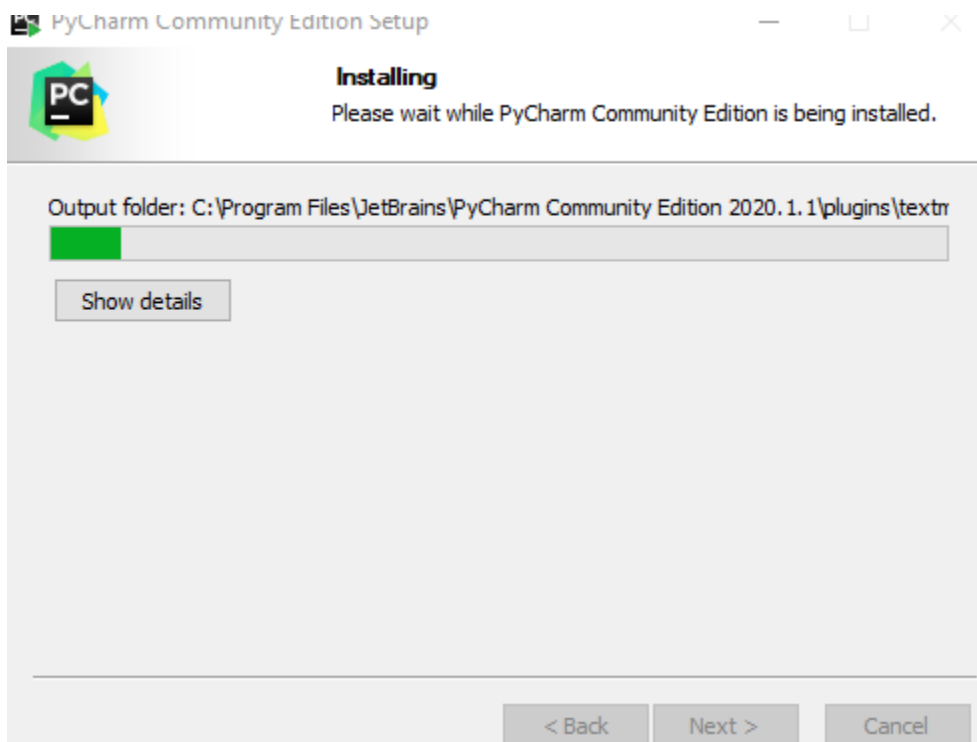 PyCharm Community Edition Setup
PC
Installing
Please wait while PyCharm Community Edition is being installed.
Output folder: C:\Program Files\JetBrains\PyCharm Community Edition 2020.1.1\plugins\textm
Show details
< Back Next > Cancel